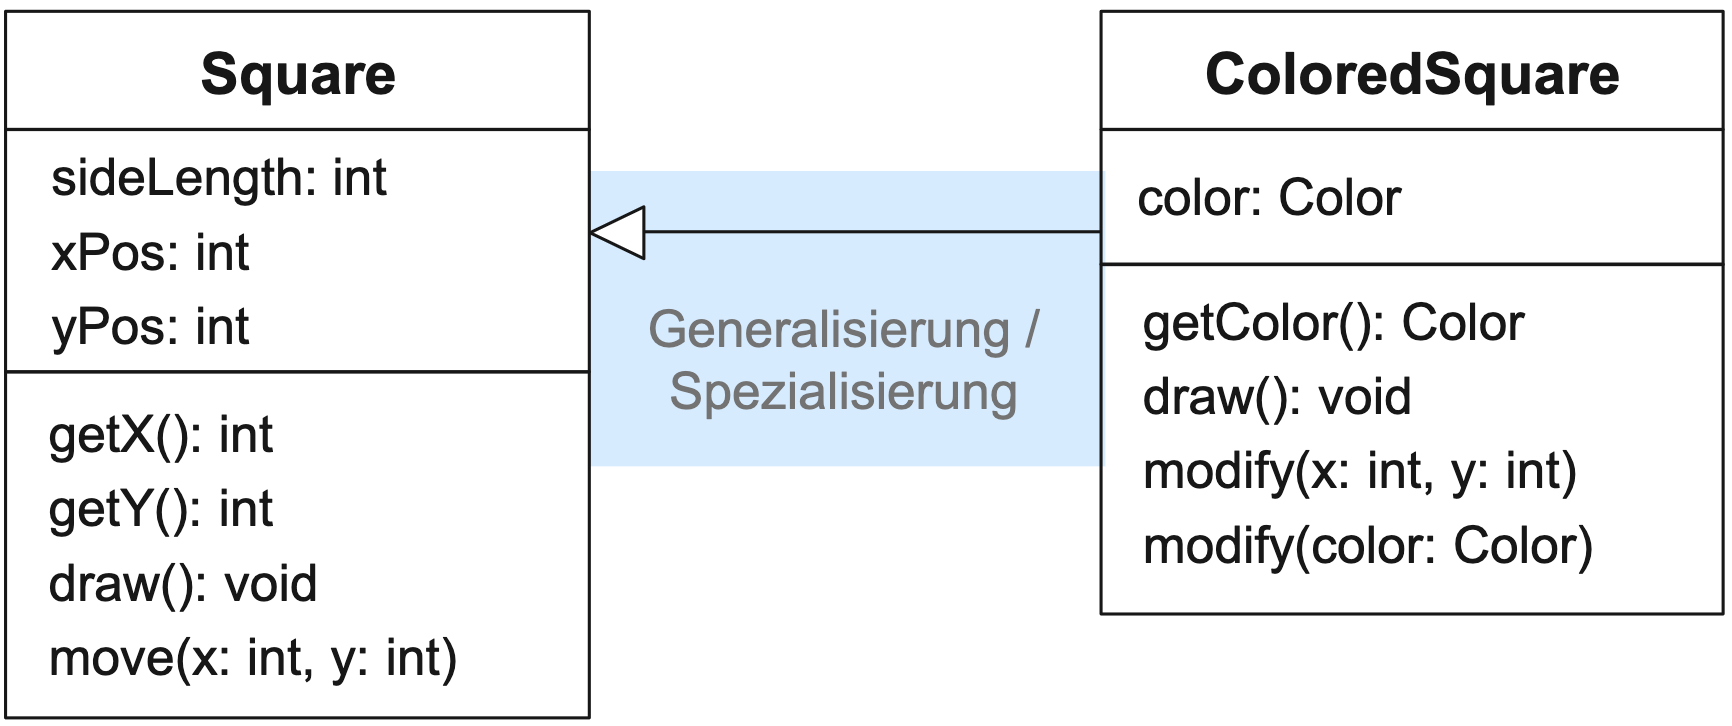 Square
sideLength: int
xPos: int
yPos: int
getX(): int
getY(): int
draw(): void
move(x: int, y: int)
Generalisierung /
Spezialisierung
ColoredSquare
color: Color
getColor(): Color
draw(): void
modify(x: int, y: int)
modify(color: Color)